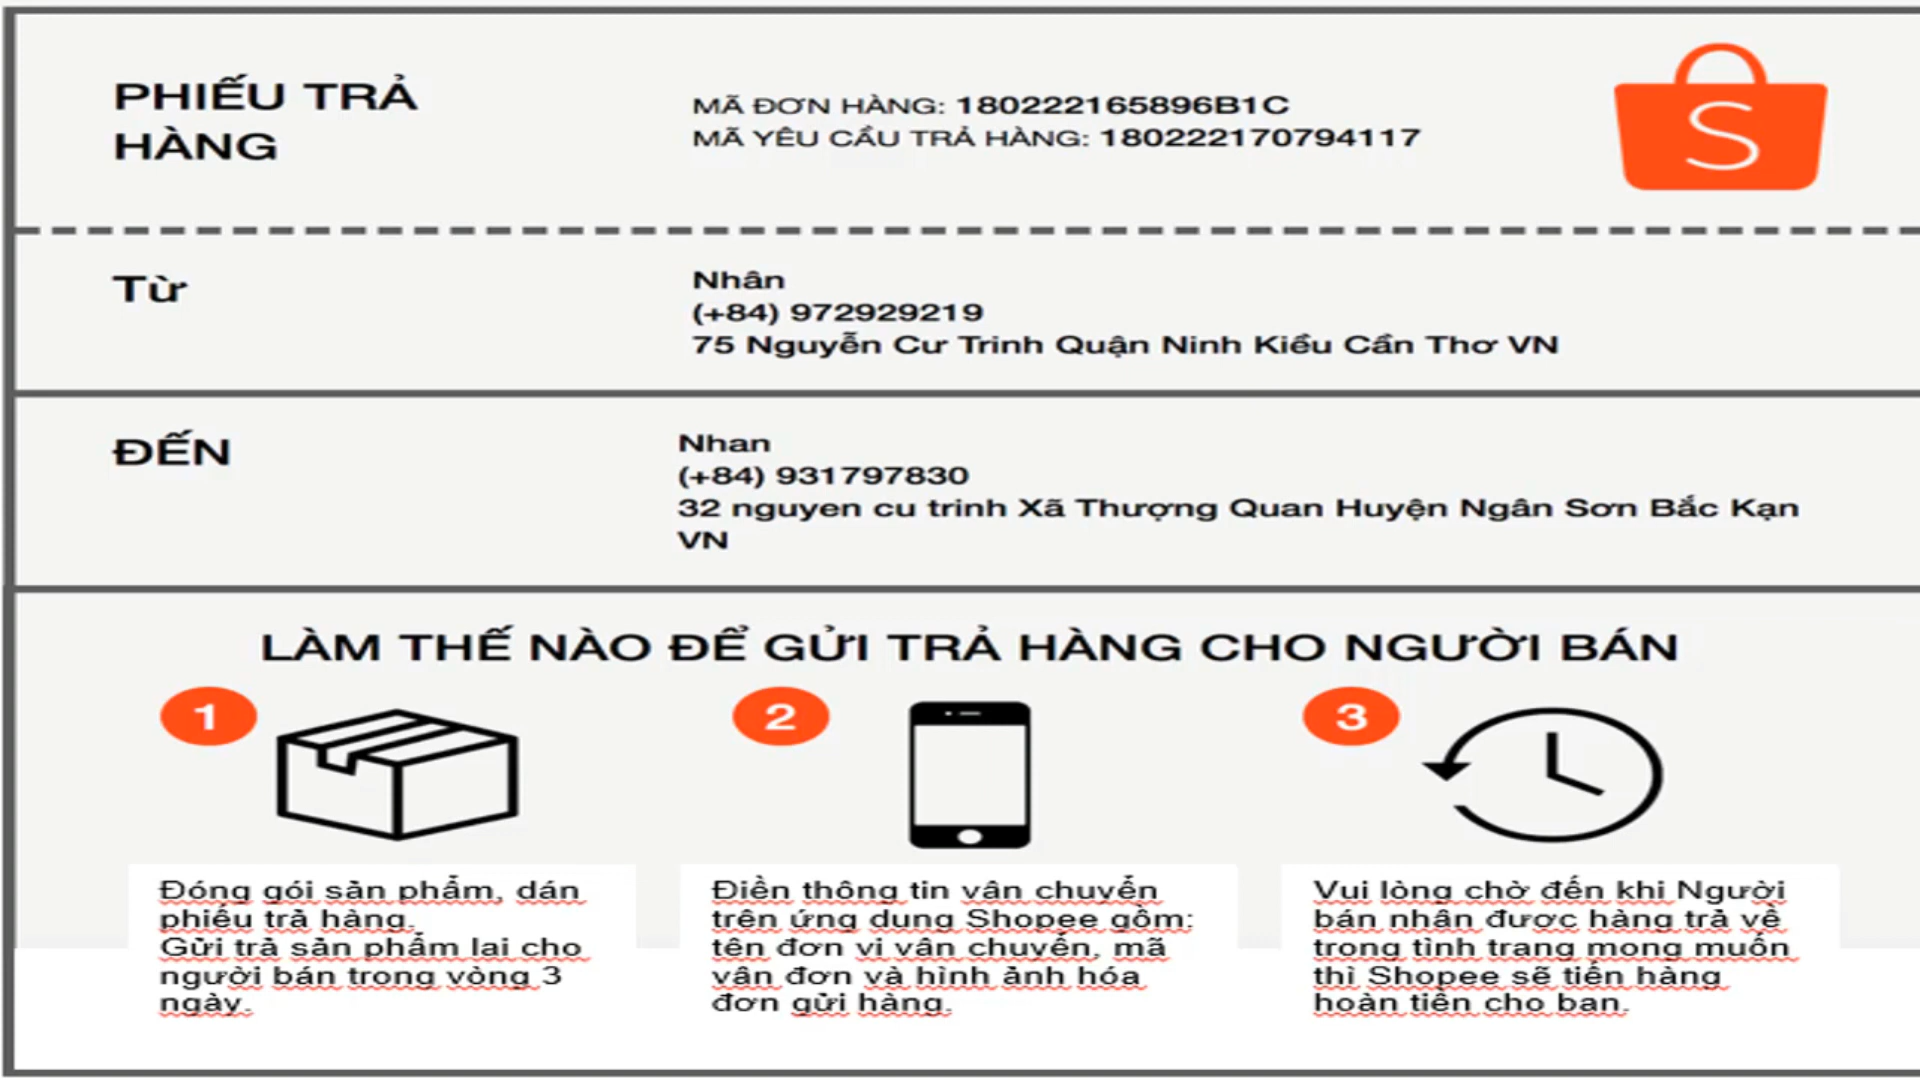 PHIẾU TRẢ
HÀNG
MÃ ĐƠN HÀNG: 180222165896B1C
MÃ YÊU CẦU TRẢ HÀNG: 180222170794117
S
Từ
Nhân
(+84) 972929219
75 Nguyễn Cư Trinh Quận Ninh Kiều Cần Thơ VN
ĐẾN
Nhan
(+84) 931797830
32 nguyen cu trinh Xã Thượng Quan Huyện Ngân Sơn Bắc Kạn
VN
LÀM THẾ NÀO ĐỂ GỬI TRẢ HÀNG CHO NGƯỜI BÁN
1
Đóng gói sản phẩm, dán
phiếu trả hàng.
Gửi trả sản phẩm lại cho
người bán trong vòng 3
ngày.
2
Điền thông tin vận chuyển
trên ứng dụng Shopee gồm:
tên đơn vị vận chuyển, mã
vận đơn và hình ảnh hóa
đơn gửi hàng.
3
Vui lòng chờ đến khi Người
bán nhận được hàng trả về
trong tình trạng mong muốn
thì Shopee sẽ tiến hàng
hoàn tiền cho bạn.